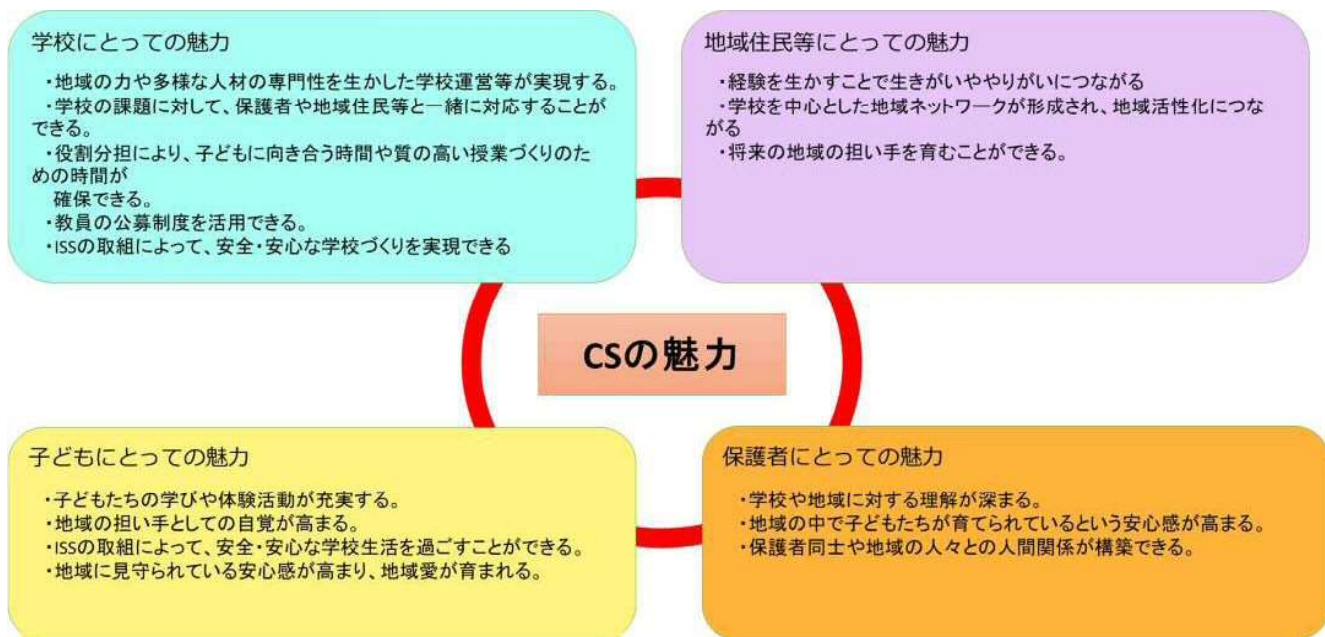 学校にとっての魅力
・地域の力や多様な人材の専門性を生かした学校運営等が実現する。
・学校の課題に対して、保護者や地域住民等と一緒に対応することが
できる。
・役割分担により、子どもに向き合う時間や質の高い授業づくりのた
めの時間が
確保できる。
・教員の公募制度を活用できる。
・ISSの取組によって、安全・安心な学校づくりを実現できる
地域住民等にとっての魅力
・経験を生かすことで生きがいややりがいにつながる
・学校を中心とした地域ネットワークが形成され、地域活性化につな
がる
・将来の地域の担い手を育むことができる。
CSの魅力
子どもにとっての魅力
・子どもたちの学びや体験活動が充実する。
・地域の担い手としての自覚が高まる。
・ISSの取組によって、安全・安心な学校生活を過ごすことができる。
・地域に見守られている安心感が高まり、地域愛が育まれる。
保護者にとっての魅力
・学校や地域に対する理解が深まる。
・地域の中で子どもたちが育てられているという安心感が高まる。
・保護者同士や地域の人々との人間関係が構築できる。